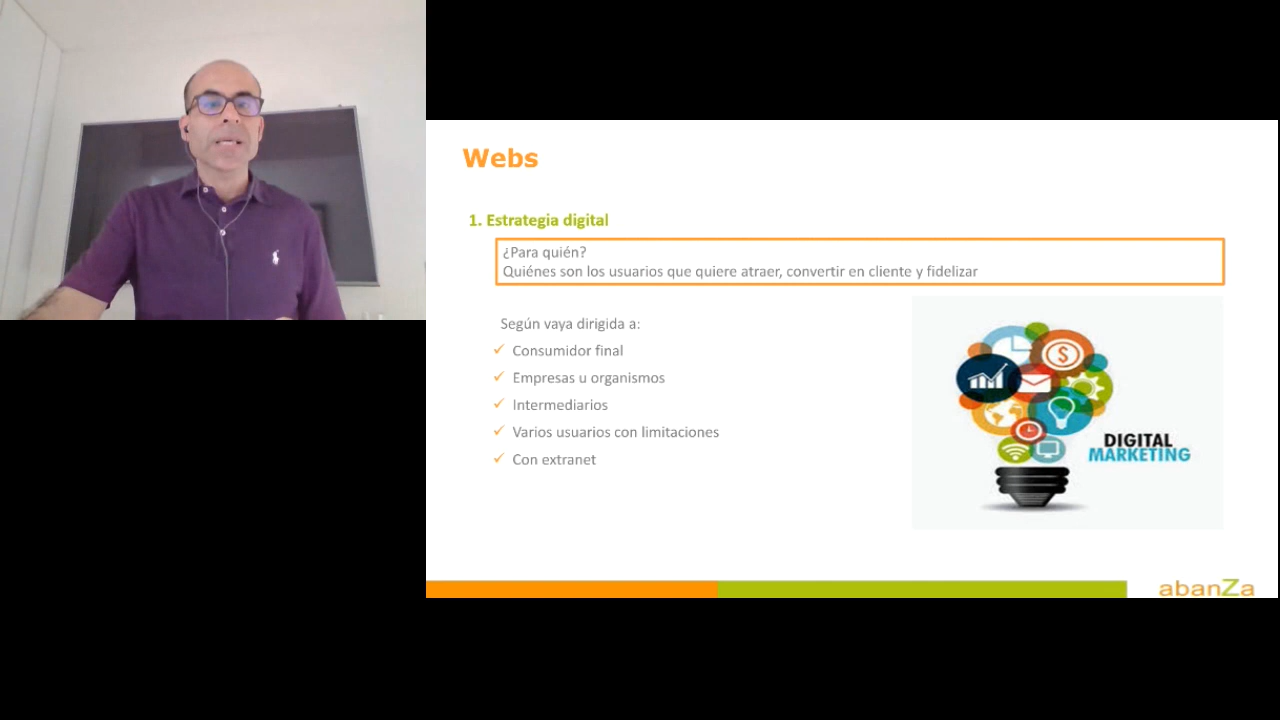 Webs
1. Estrategia digital
¿Para quién?
Quiénes son los usuarios que quiere atraer, convertir en cliente y fidelizar
Según vaya dirigida a:
✓ Consumidor final
✓ Empresas u organismos
✓ Intermediarios
✓ Varios usuarios con limitaciones
✓ Con extranet
$
DIGITAL
MARKETING
abanZa